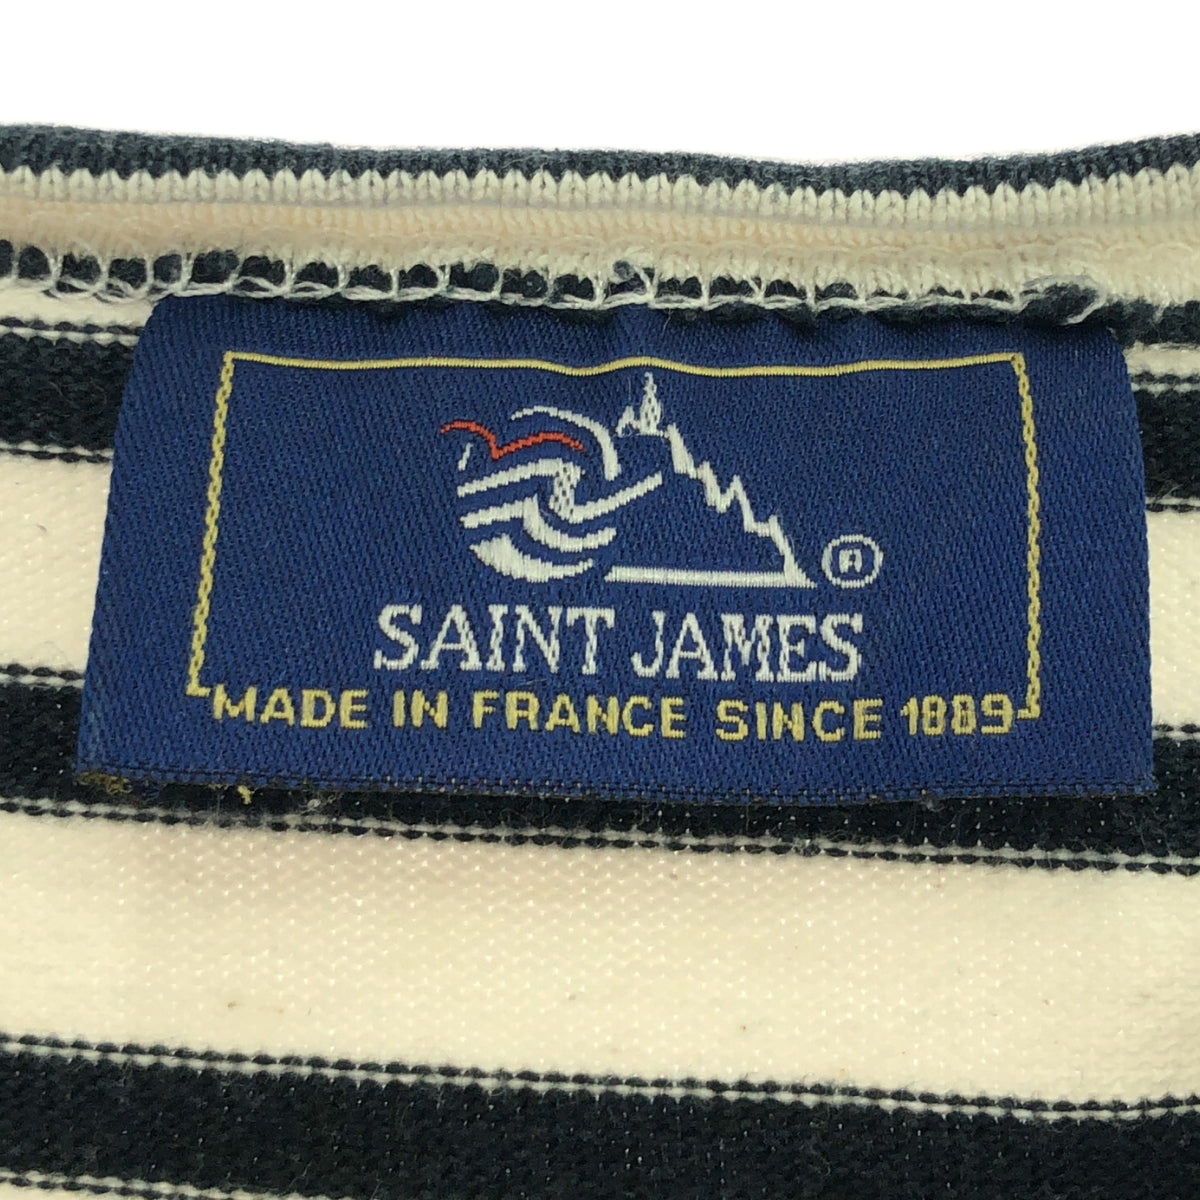 ®
SAINT JAMES
MADE IN FRANCE SINCE 1889